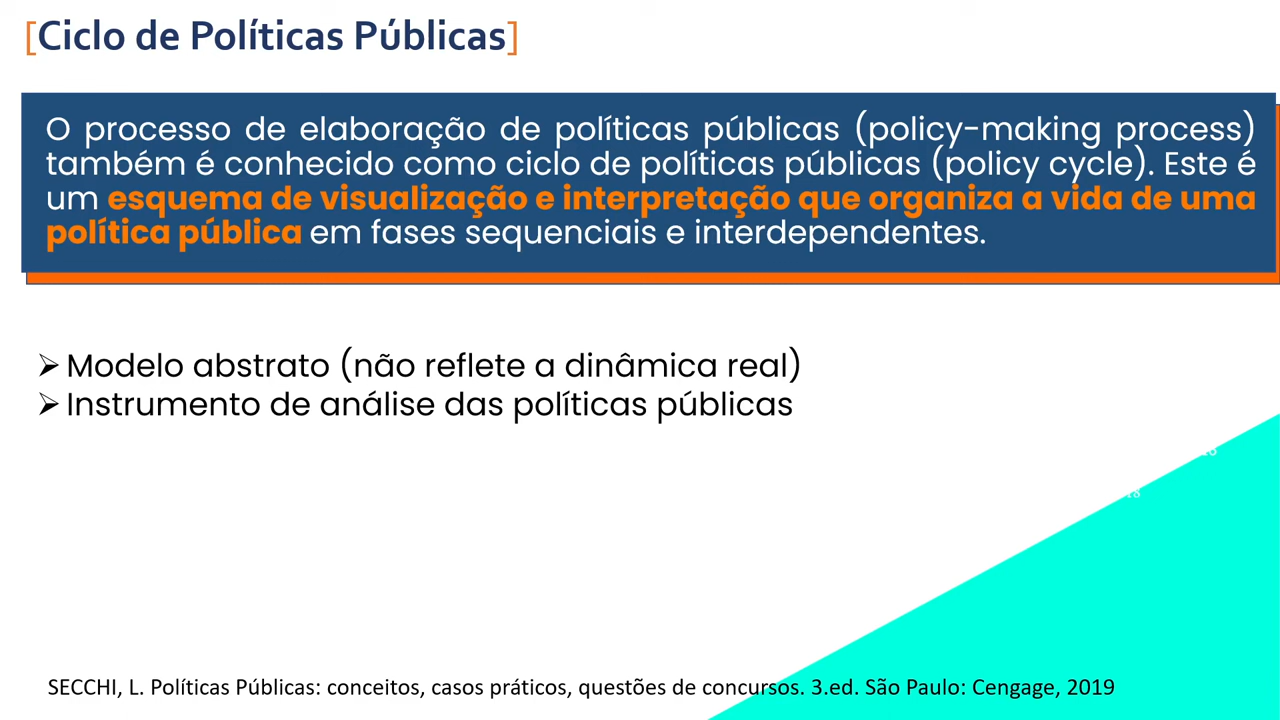 [Ciclo de Políticas Públicas]
O processo de elaboração de políticas públicas (policy-making process)
também é conhecido como ciclo de políticas públicas (policy cycle). Este é
um esquema de visualização e interpretação que organiza a vida de uma
política pública em fases sequenciais e interdependentes.
➢ Modelo abstrato (não reflete a dinâmica real)
➢ Instrumento de análise das políticas públicas
SECCHI, L. Políticas Públicas: conceitos, casos práticos, questões de concursos. 3.ed. São Paulo: Cengage, 2019